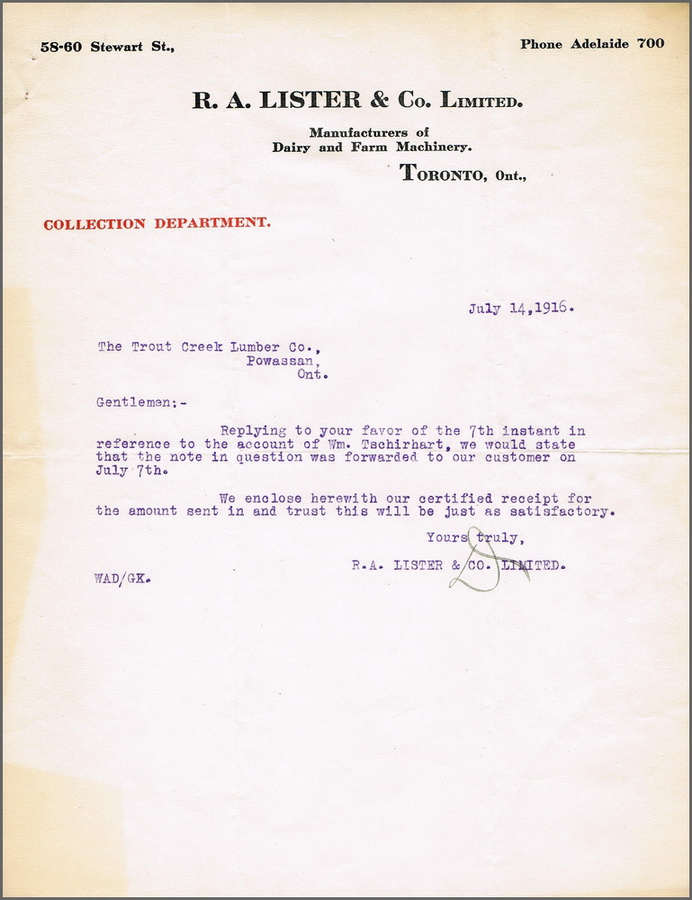 58-60 Stewart St.,
Phone Adelaide 700
R. A. LISTER & Co. LIMITED.
Manufacturers of
Dairy and Farm Machinery.
TORONTO, Ont.,
COLLECTION DEPARTMENT.
July 14,1916.
The Trout Creek Lumber Co.,
Powassan,
Ont.
Gentlemen:-
Replying to your favor of the 7th instant in
reference to the account of Wm. Tschirhart, we would state
that the note in question was forwarded to our customer on
July 7th.
We enclose herewith our certified receipt for
the amount sent in and trust this will be just as satisfactory.
Yours truly,
R.A. LISTER & CO. LIMITED.
WAD/GK.